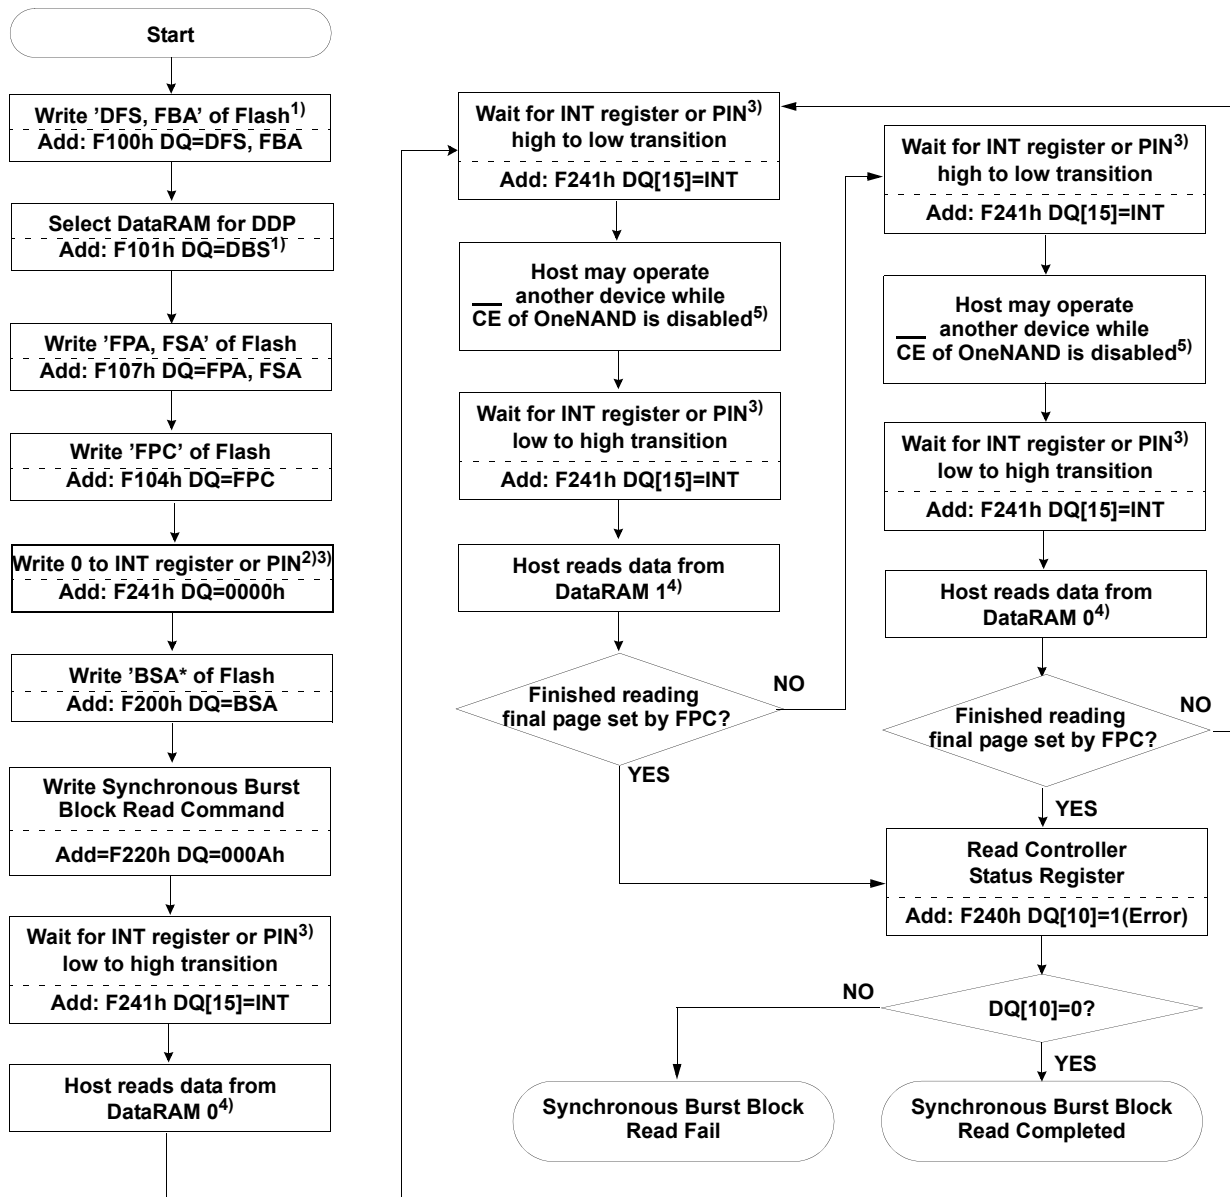 Start
Write ’DFS, FBA’ of Flash1)
Add: F100h DQ=DFS, FBA
Select DataRAM for DDP
Add: F101h DQ=DBS1)
Write ’FPA, FSA’ of Flash
Add: F107h DQ=FPA, FSA
Write ’FPC’ of Flash
Add: F104h DQ=FPC
Write 0 to INT register or PIN2)3)
Add: F241h DQ=0000h
Write ’BSA* of Flash
Add: F200h DQ=BSA
Write Synchronous Burst
Block Read Command
Add=F220h DQ=000Ah
Wait for INT register or PIN3)
low to high transition
Add: F241h DQ[15]=INT
Host reads data from
DataRAM 04)
Wait for INT register or PIN3)
high to low transition
Add: F241h DQ[15]=INT
Host may operate
another device while
CE of OneNAND is disabled5)
Wait for INT register or PIN3)
low to high transition
Add: F241h DQ[15]=INT
Host reads data from
DataRAM 14)
Finished reading
final page set by FPC?
NO
YES
Wait for INT register or PIN3)
high to low transition
Add: F241h DQ[15]=INT
Host may operate
another device while
CE of OneNAND is disabled5)
Wait for INT register or PIN3)
low to high transition
Add: F241h DQ[15]=INT
Host reads data from
DataRAM 04)
Finished reading
final page set by FPC?
NO
YES
Read Controller
Status Register
Add: F240h DQ[10]=1(Error)
DQ[10]=0?
NO
YES
Synchronous Burst Block
Read Fail
Synchronous Burst Block
Read Completed